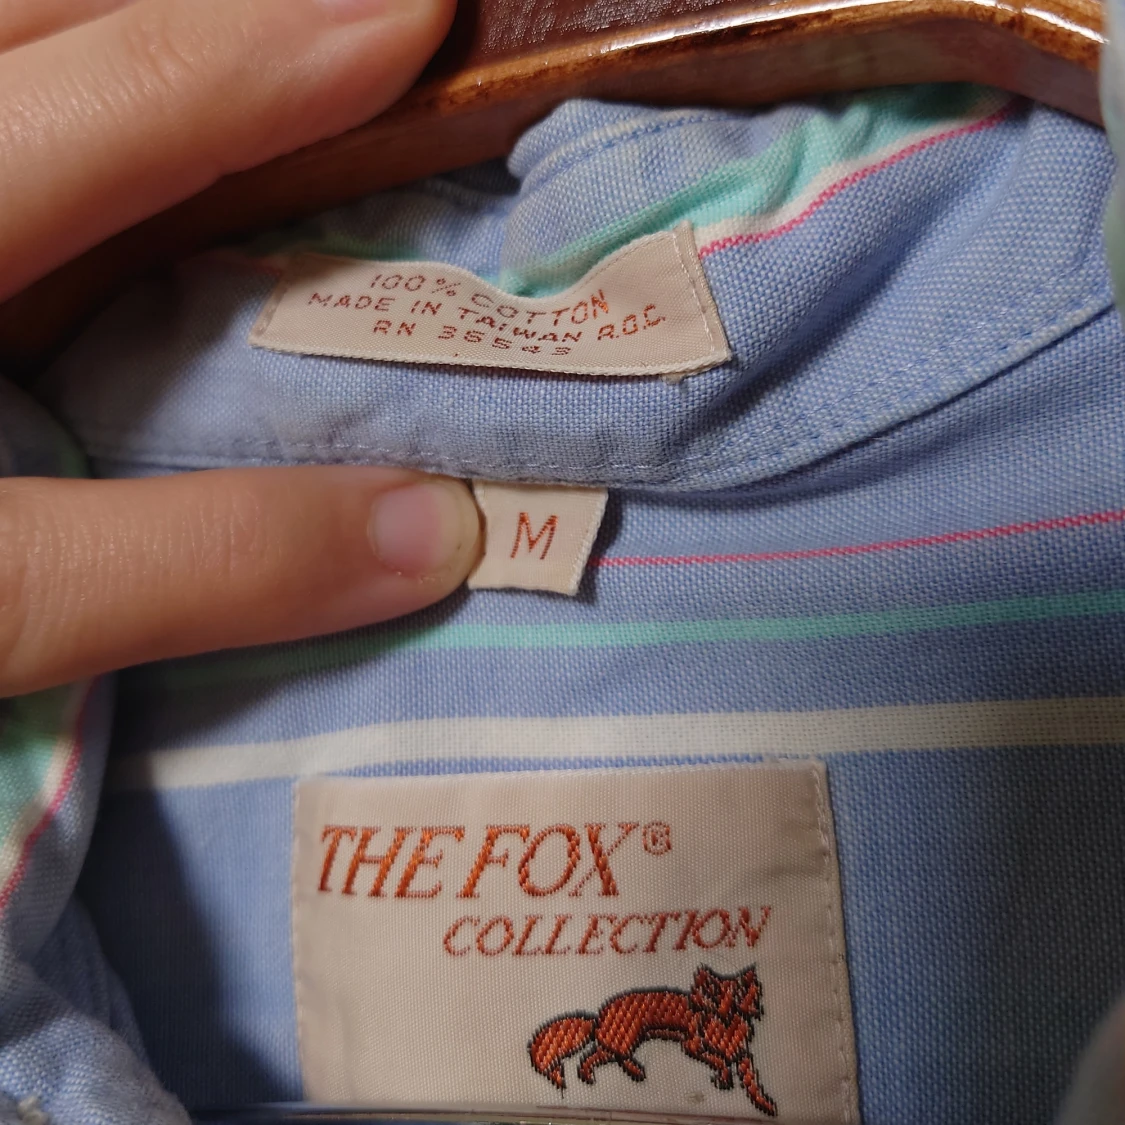 100% COTTON
MADE IN TAIWAN R.O.C.
RN 36543
M
THE FOX®
COLLECTION